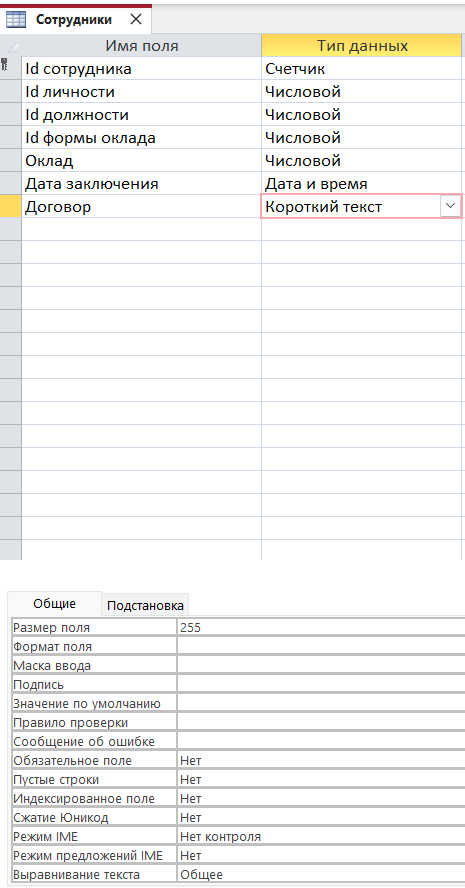 Сотрудники
Имя поля Тип данных
Id сотрудника Счетчик
Id личности Числовой
Id должности Числовой
Id формы оклада Числовой
Оклад Числовой
Дата заключения Дата и время
Договор Короткий текст
Общие Подстановка
Размер поля 255
Формат поля
Маска ввода
Подпись
Значение по умолчанию
Правило проверки
Сообщение об ошибке
Обязательное поле Нет
Пустые строки Нет
Индексированное поле Нет
Сжатие Юникод Нет
Режим IME Нет контроля
Режим предложений IME Нет
Выравнивание текста Общее